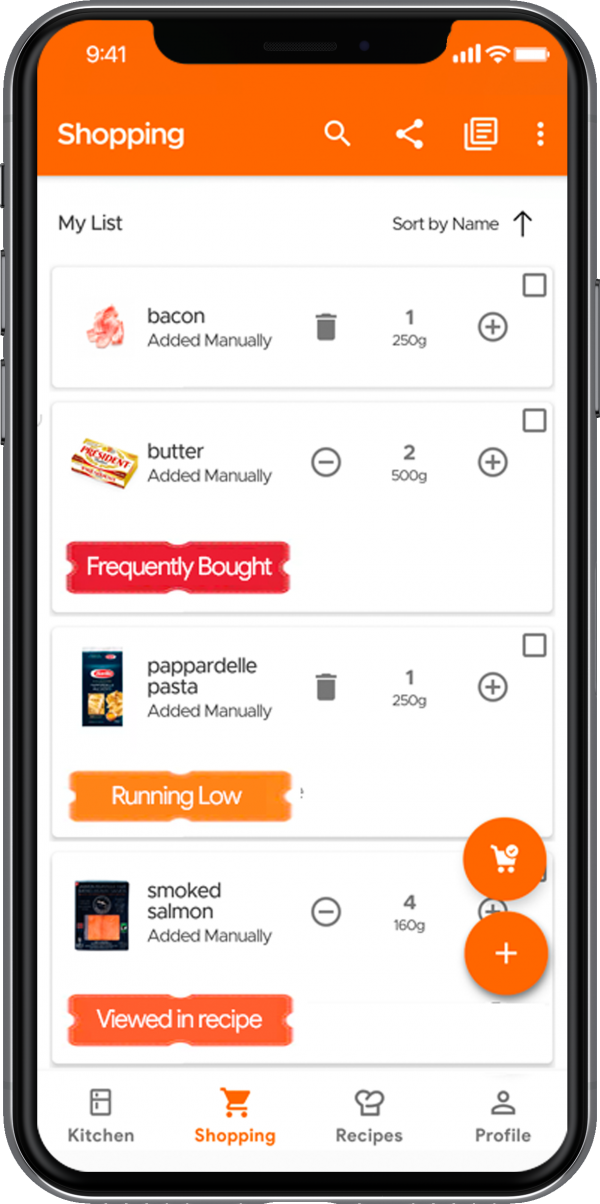 9:41
Shopping
My List
Sort by Name
bacon
Added Manually
1
250g
butter
Added Manually
2
500g
PRÉSIDENT
Frequently Bought
pappardelle
pasta
Added Manually
1
250g
Running Low
smoked
salmon
Added Manually
4
160g
Viewed in recipe
Kitchen
Shopping
Recipes
Profile